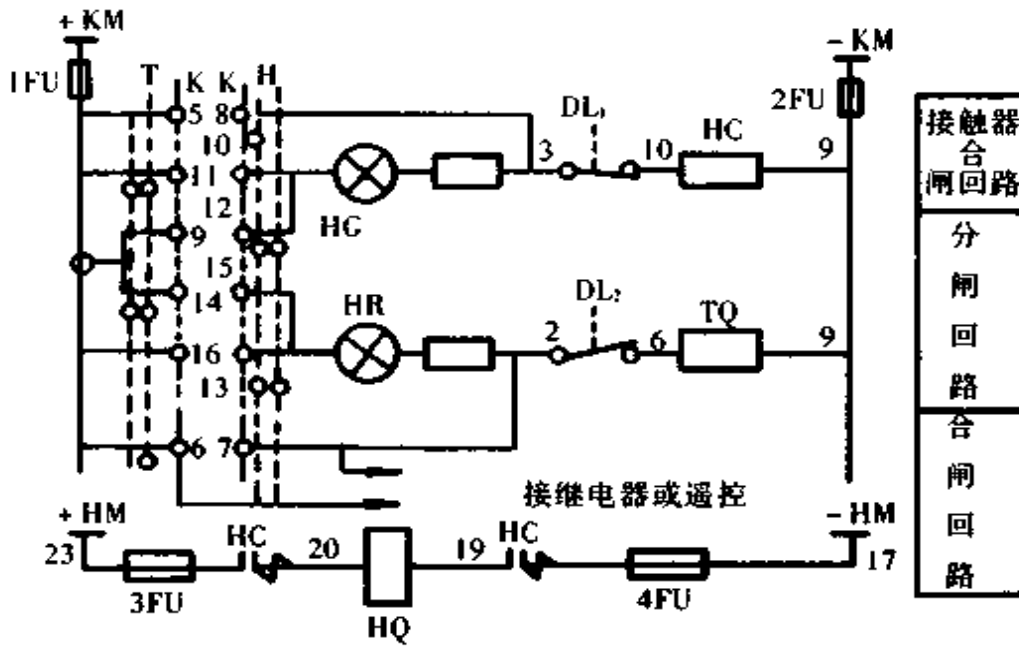 + KM
- KM
1FU
T
K
K
H
2FU
5
8
DL₁
HC
10
3
10
9
11
12
HG
9
15
14
HR
DL₂
TQ
2
6
9
16
13
6
7
接继电器或遥控
+ HM
- HM
23
HC
20
19
HC
17
3FU
HQ
4FU
接触器
合
闸回路
分
闸
回
路
合
闸
回
路